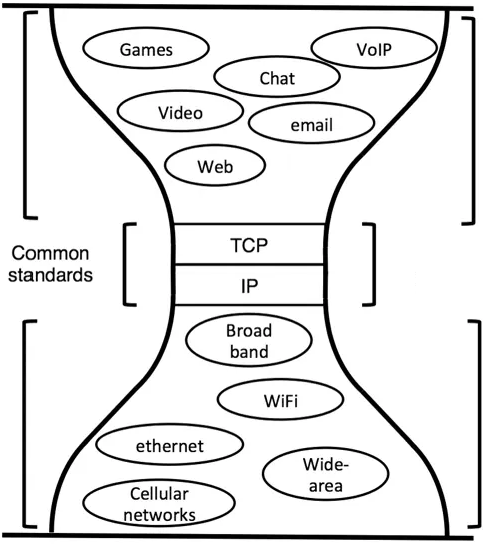 Games
VoIP
Chat
Video
email
Web
TCP
Common
standards
IP
Broad
band
WiFi
ethernet
Wide-
area
Cellular
networks